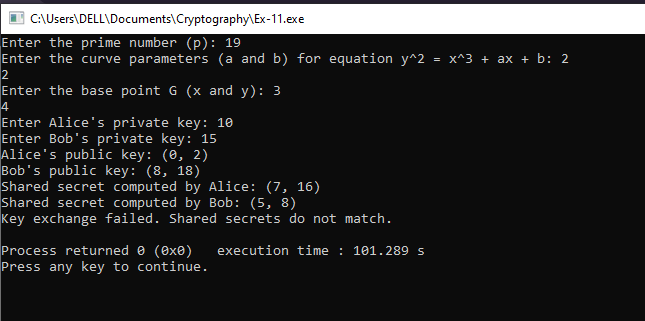 C:\Users\DELL\Documents\Cryptography\Ex-11.exe
Enter the prime number (p): 19
Enter the curve parameters (a and b) for equation y^2 = x^3 + ax + b: 2
2
Enter the base point G (x and y): 3
4
Enter Alice's private key: 10
Enter Bob's private key: 15
Alice's public key: (0, 2)
Bob's public key: (8, 18)
Shared secret computed by Alice: (7, 16)
Shared secret computed by Bob: (5, 8)
Key exchange failed. Shared secrets do not match.
Process returned 0 (0x0)   execution time : 101.289 s
Press any key to continue.